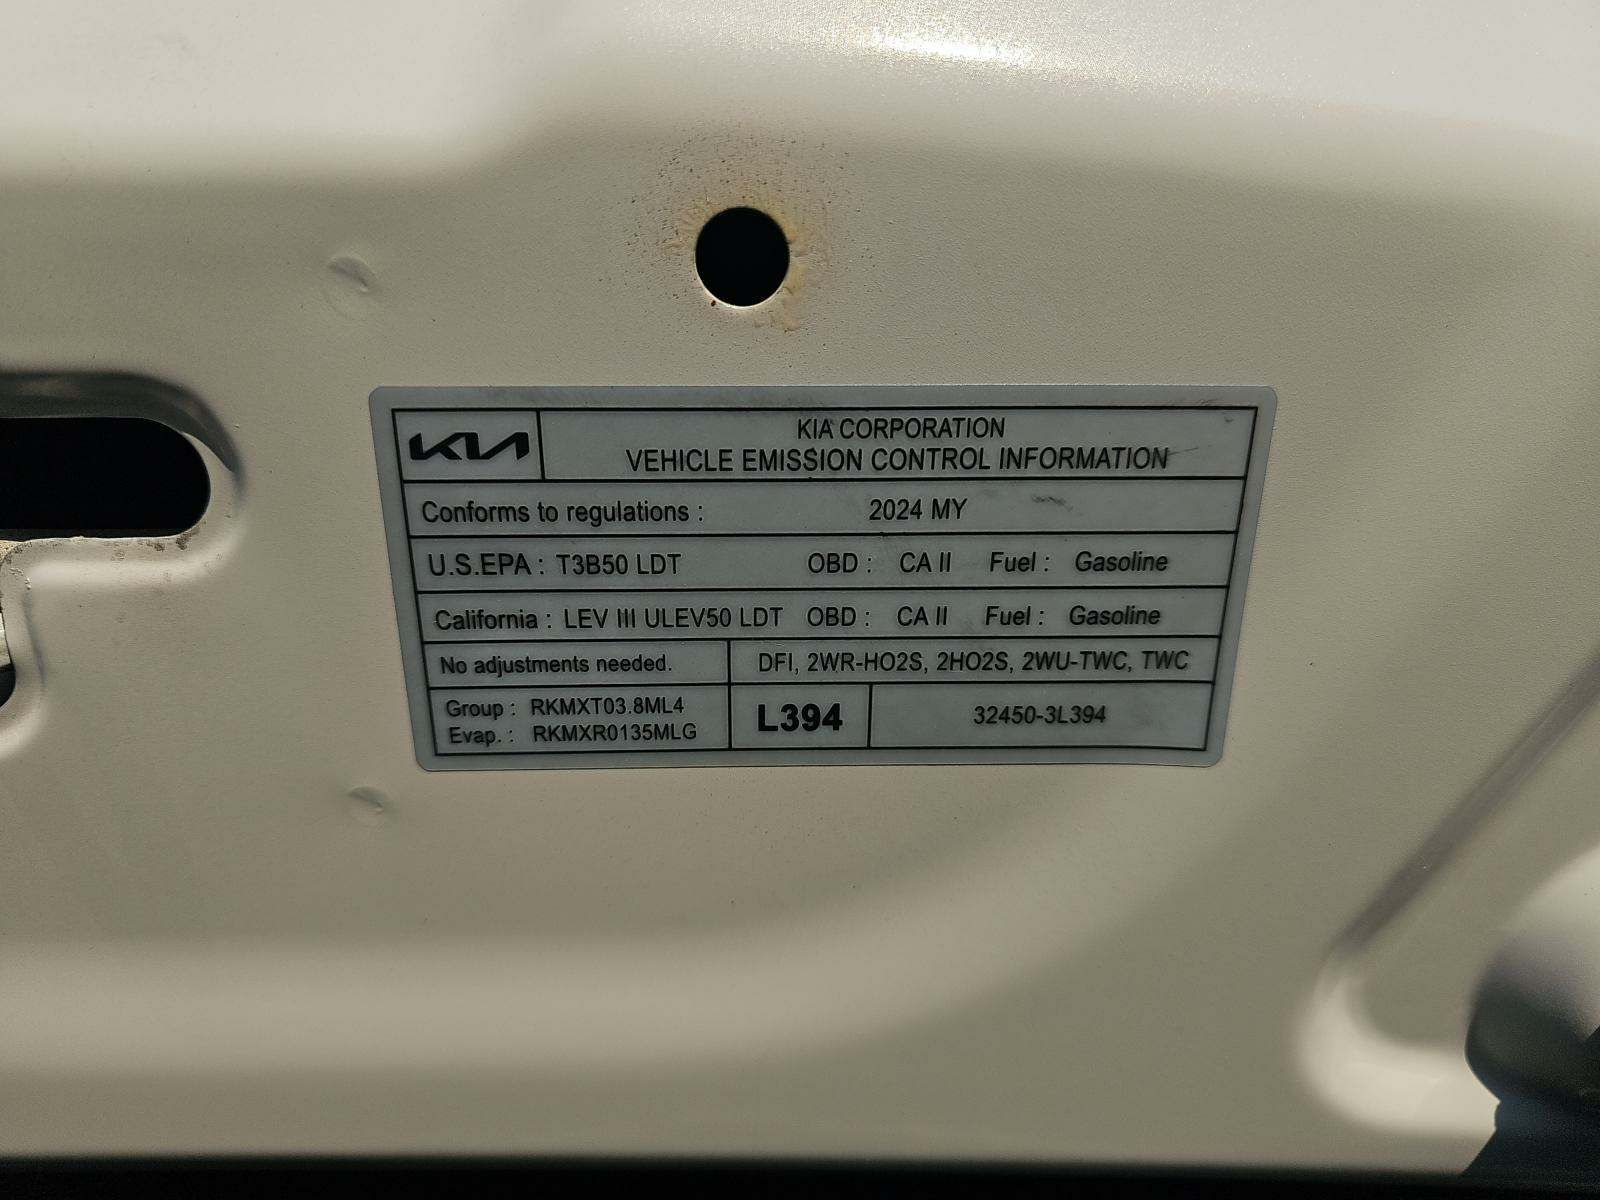 KIA
KIA CORPORATION
VEHICLE EMISSION CONTROL INFORMATION
Conforms to regulations : 2024 MY
U.S.EPA : T3B50 LDT OBD : CA II Fuel : Gasoline
California : LEV III ULEV50 LDT OBD : CA II Fuel : Gasoline
No adjustments needed. DFI, 2WR-HO2S, 2HO2S, 2WU-TWC, TWC
Group : RKMXT03.8ML4
Evap. : RKMXR0135MLG
L394
32450-3L394